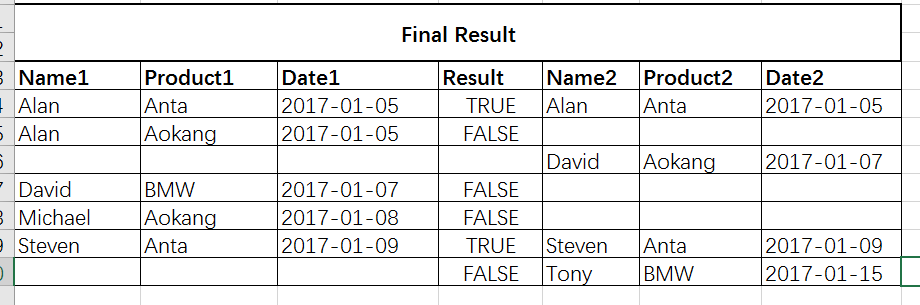 Final Result
Name1 Product1 Date1 Result Name2 Product2 Date2
Alan Anta 2017-01-05 TRUE Alan Anta 2017-01-05
Alan Aokang 2017-01-05 FALSE
David Aokang 2017-01-07
David BMW 2017-01-07 FALSE
Michael Aokang 2017-01-08 FALSE
Steven Anta 2017-01-09 TRUE Steven Anta 2017-01-09
FALSE Tony BMW 2017-01-15